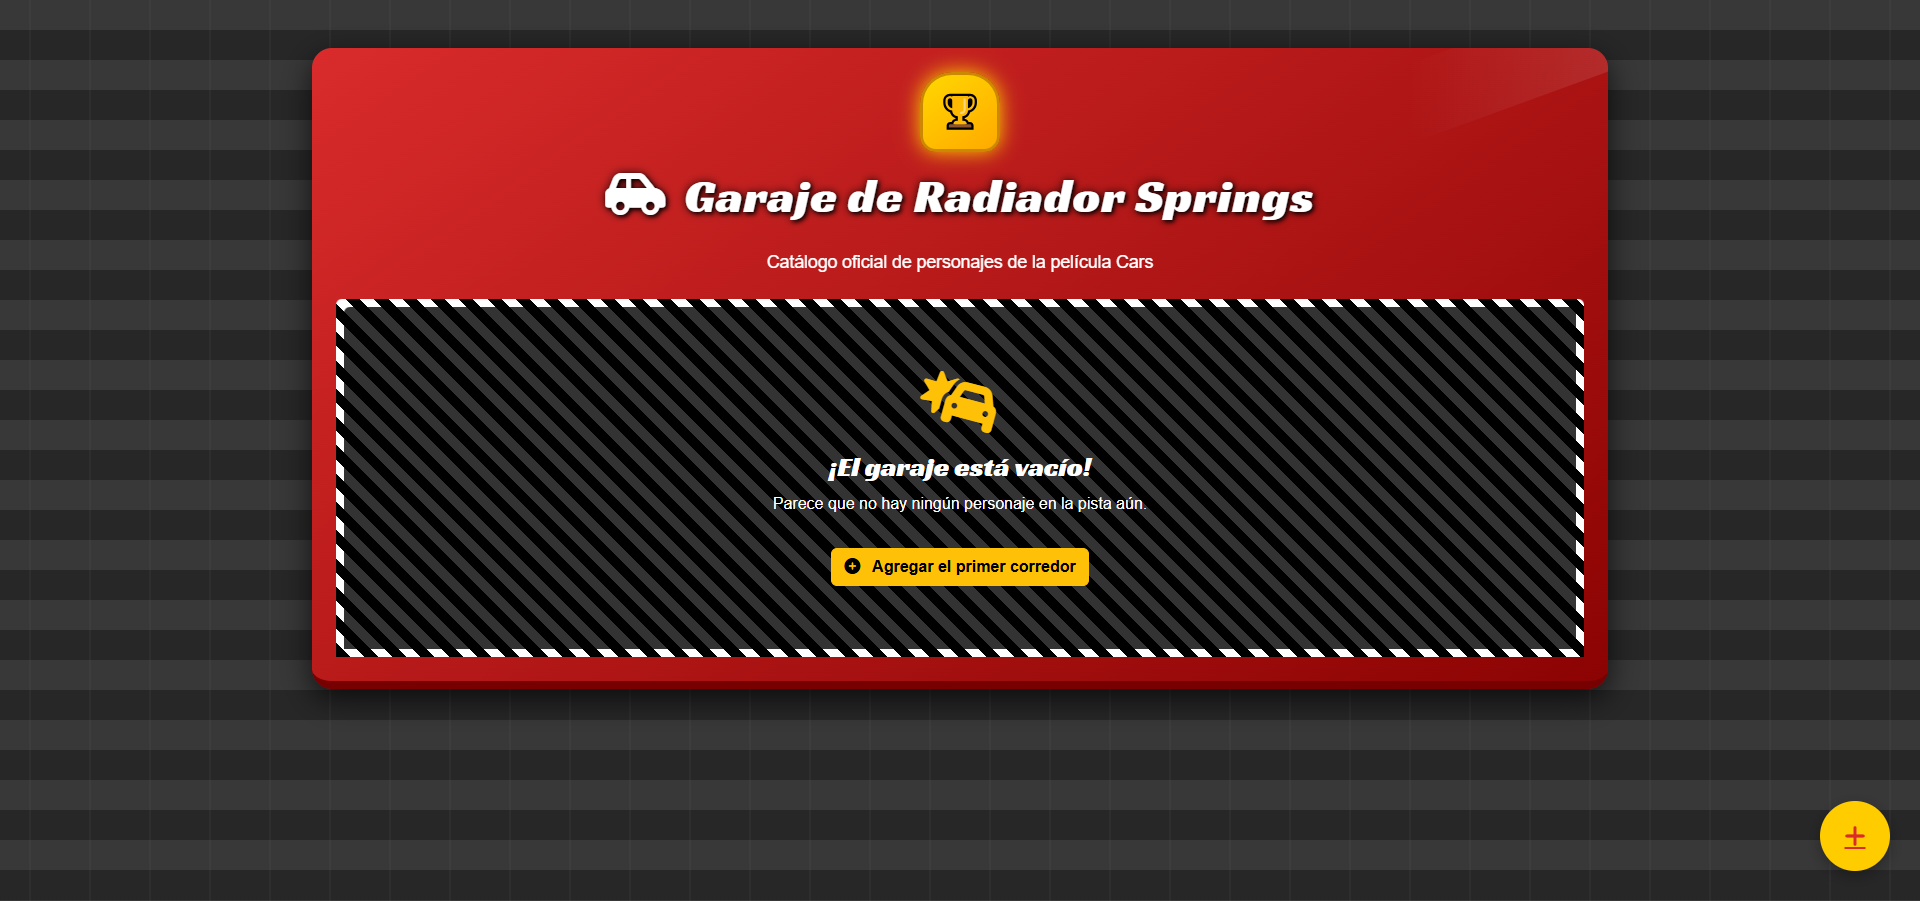 Garaje de Radiador Springs
Catálogo oficial de personajes de la película Cars
¡El garaje está vacío!
Parece que no hay ningún personaje en la pista aún.
Agregar el primer corredor